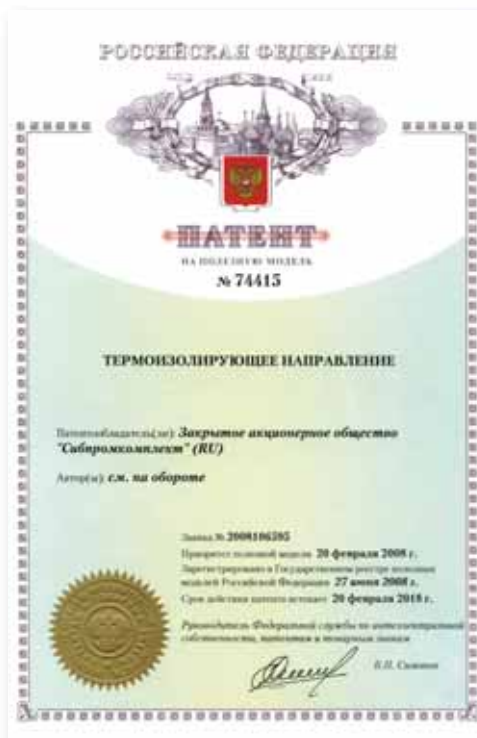 РОССИЙСКАЯ ФЕДЕРАЦИЯ
ПАТЕНТ
НА ПОЛЕЗНУЮ МОДЕЛЬ
№ 74415
ТЕРМОИЗОЛИРУЮЩЕЕ НАПРАВЛЕНИЕ
Патентообладатель(ли): Закрытое акционерное общество
"Сибпромкомплект" (RU)
Автор(ы): см. на обороте
Заявка № 2008106595
Приоритет полезной модели 20 февраля 2008 г.
Зарегистрировано в Государственном реестре полезных
моделей Российской Федерации 27 июня 2008 г.
Срок действия патента истекает 20 февраля 2018 г.
Руководитель Федеральной службы по интеллектуальной
собственности, патентам и товарным знакам
Б.П. Симонов